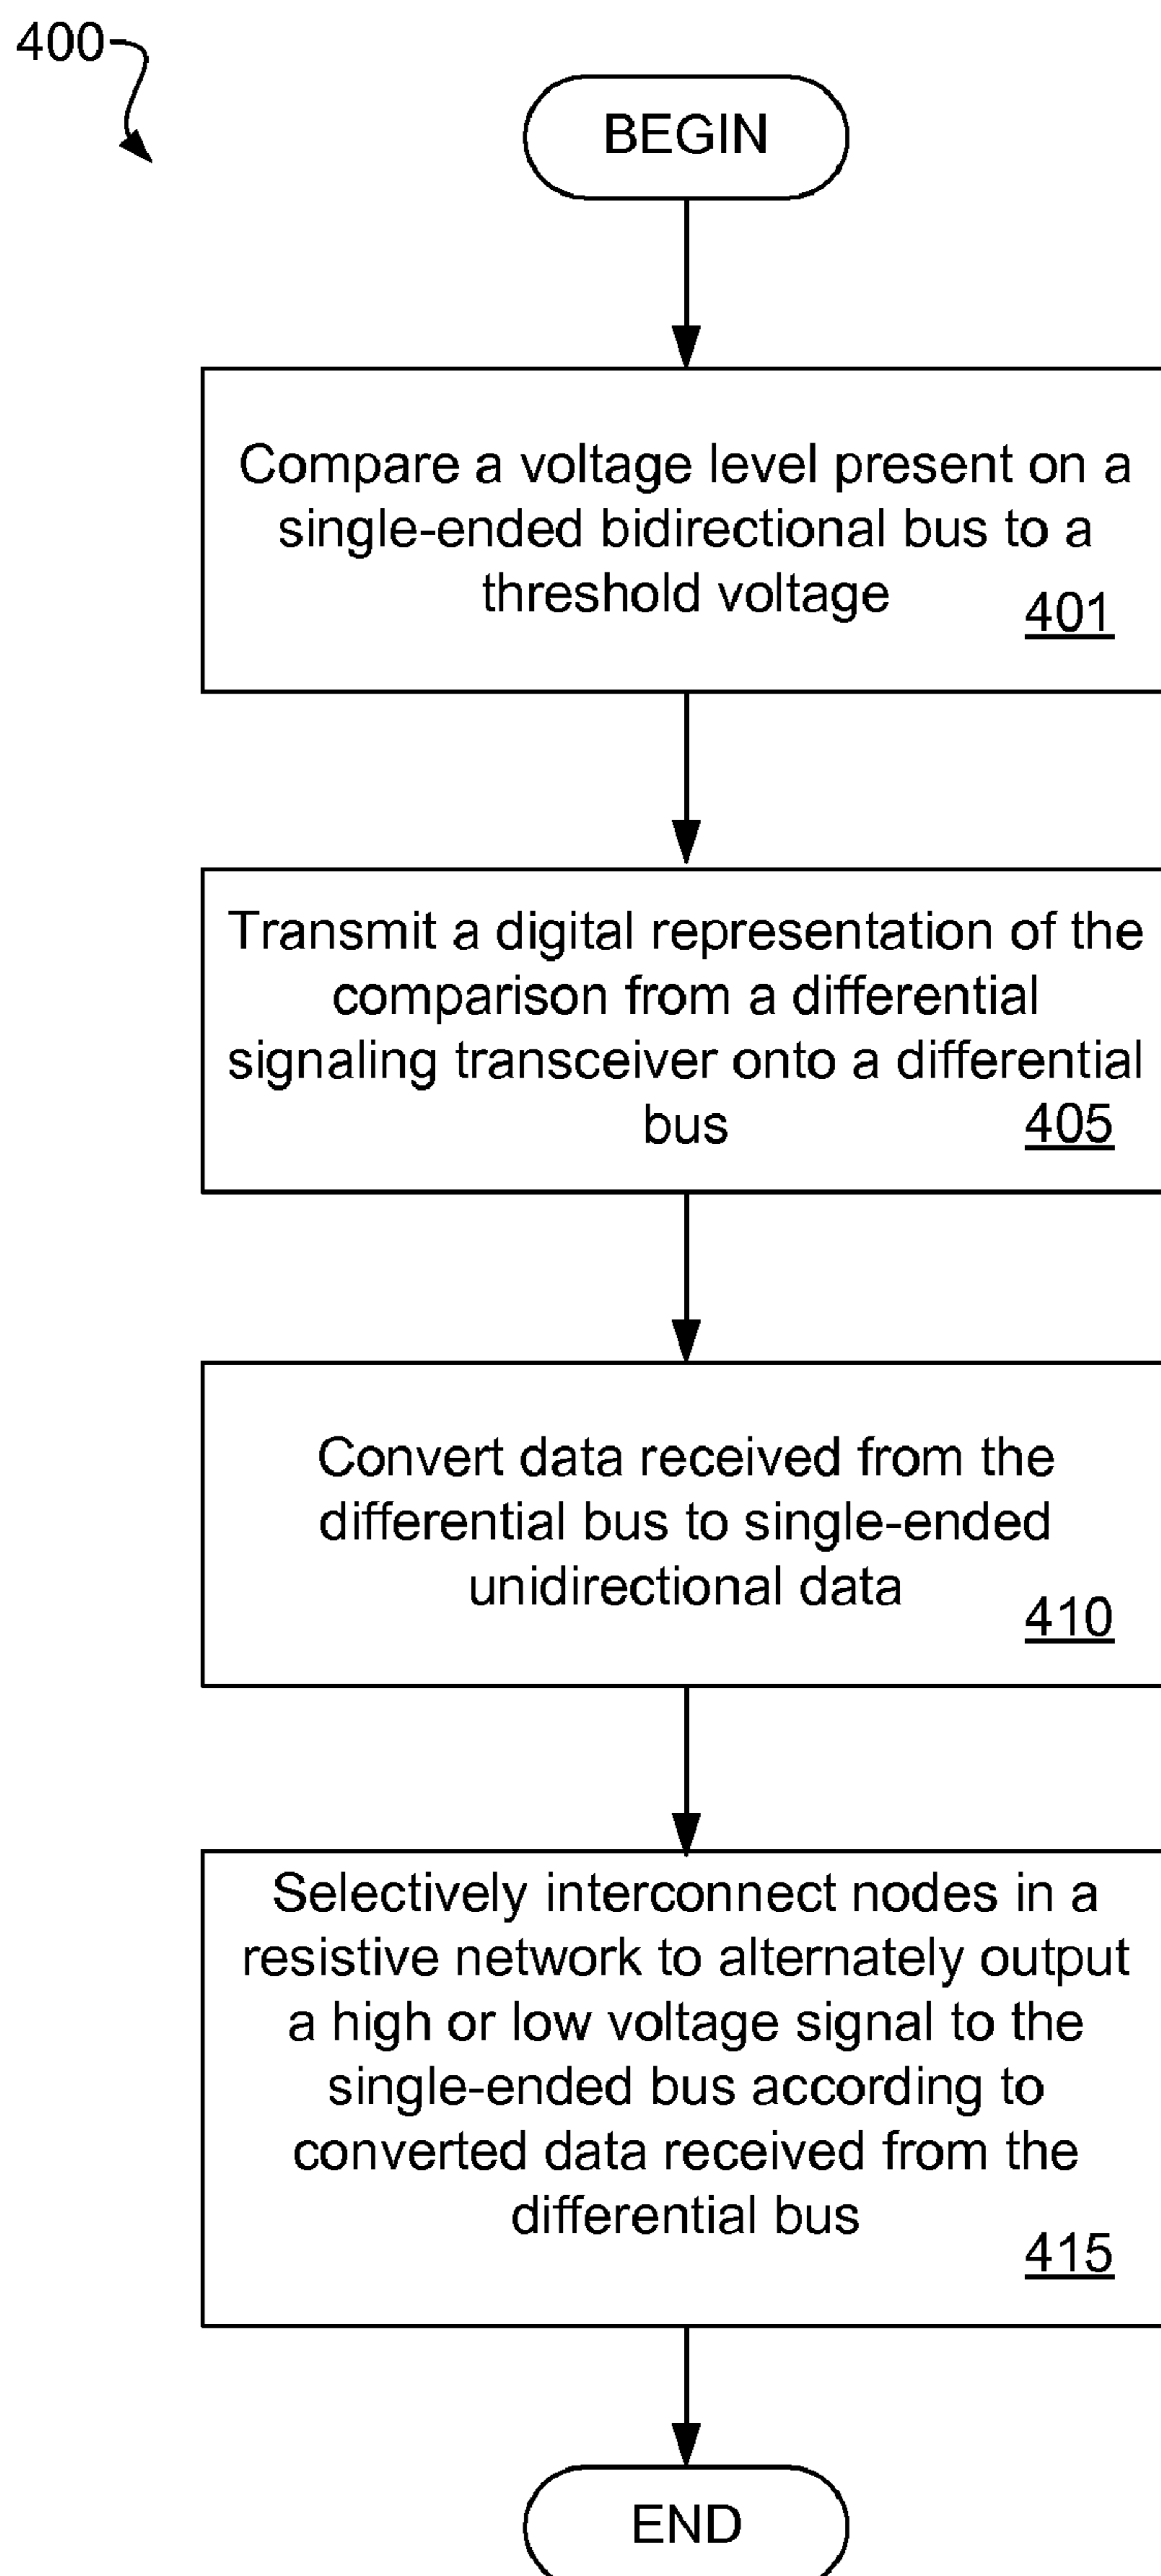 400
BEGIN
Compare a voltage level present on a
single-ended bidirectional bus to a
threshold voltage
401
Transmit a digital representation of the
comparison from a differential
signaling transceiver onto a differential
bus
405
Convert data received from the
differential bus to single-ended
unidirectional data
410
Selectively interconnect nodes in a
resistive network to alternately output
a high or low voltage signal to the
single-ended bus according to
converted data received from the
differential bus
415
END